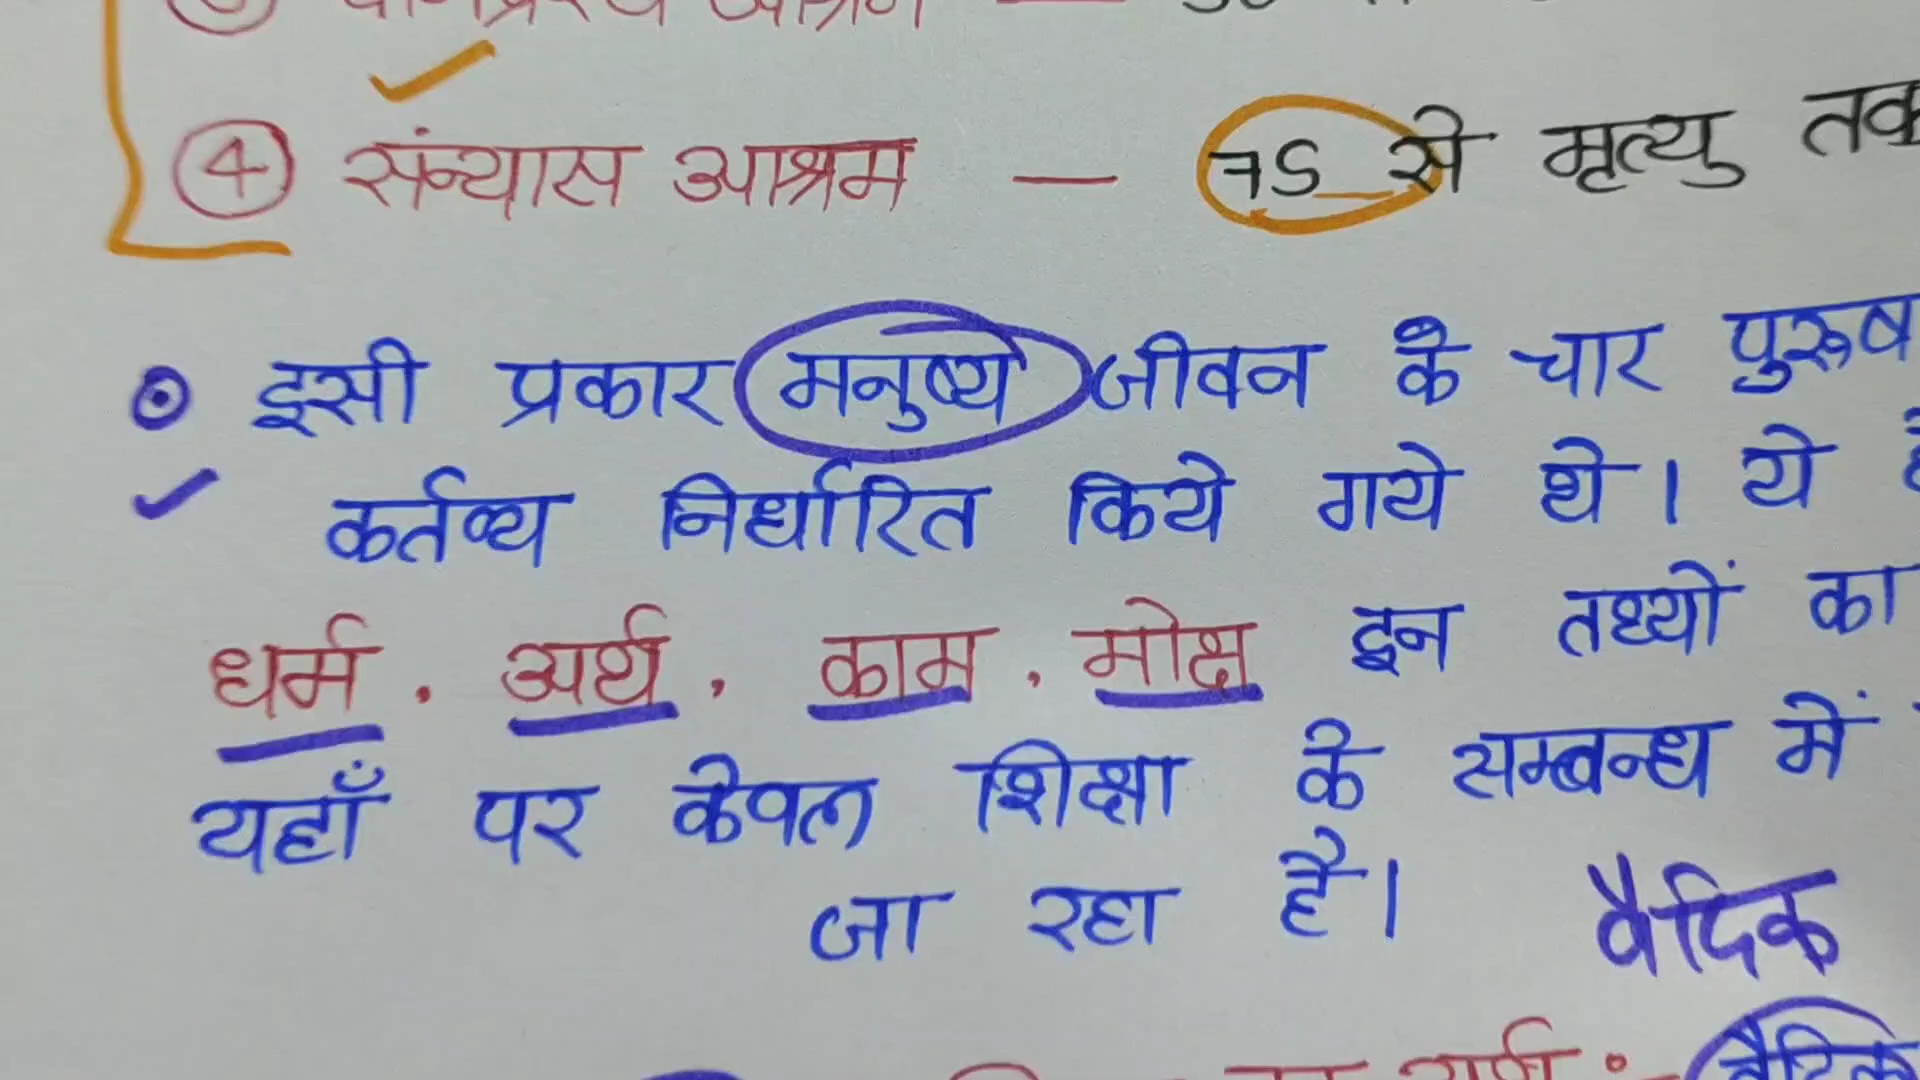 ④ संन्यास आश्रम — 75 से मृत्यु तक
इसी प्रकार मनुष्य जीवन के चार
कर्तव्य निर्धारित किये गये थे। ये
धर्म, अर्थ, काम, मोक्ष इन तथ्यों का
यहाँ पर केवल शिक्षा के सम्बन्ध में
जा रहा है। वैदिक